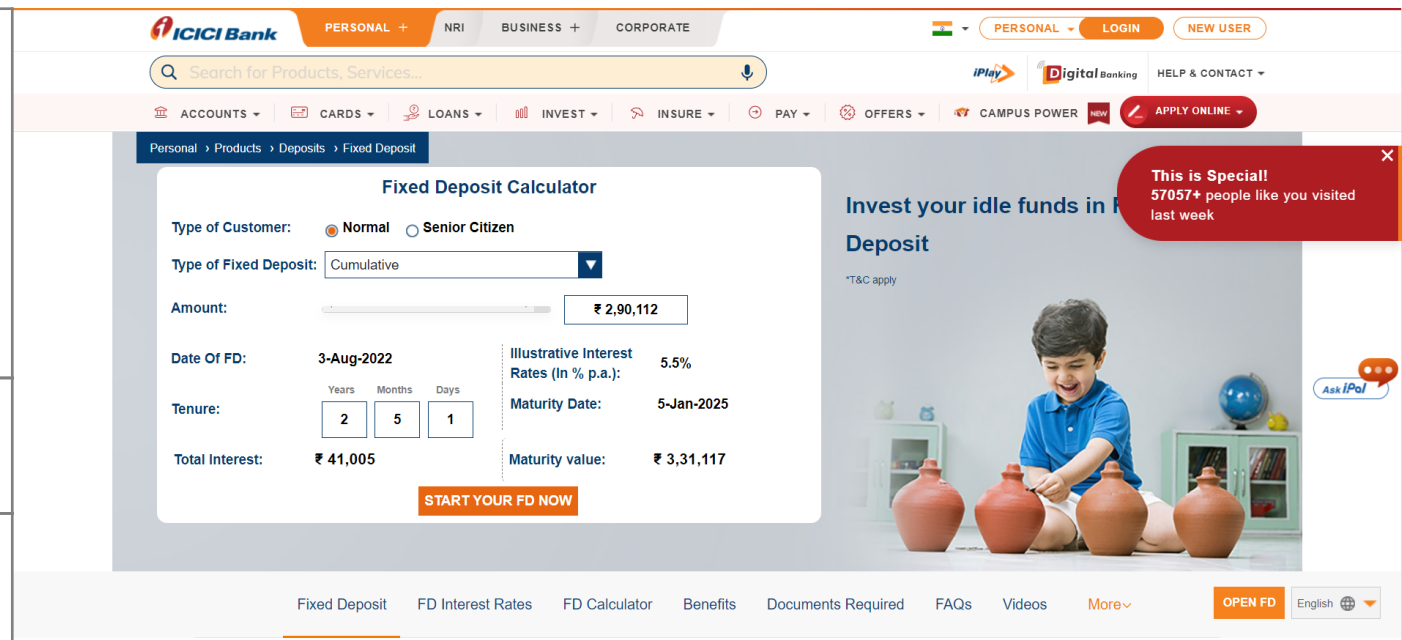 ICICI Bank
PERSONAL +
NRI
BUSINESS +
CORPORATE
PERSONAL
LOGIN
NEW USER
Search for Products, Services...
iPlay
Digital Banking
HELP & CONTACT
ACCOUNTS
CARDS
LOANS
INVEST
INSURE
PAY
OFFERS
CAMPUS POWER
NEW
APPLY ONLINE
Personal › Products › Deposits › Fixed Deposit
This is Special!
57057+ people like you visited
last week
Fixed Deposit Calculator
Type of Customer:
Normal
Senior Citizen
Type of Fixed Deposit:
Cumulative
Amount:
₹ 2,90,112
Date Of FD:
3-Aug-2022
Illustrative Interest
Rates (In % p.a.):
5.5%
Years
Months
Days
Tenure:
2
5
1
Maturity Date:
5-Jan-2025
Total Interest:
₹ 41,005
Maturity value:
₹ 3,31,117
START YOUR FD NOW
Invest your idle funds in
Deposit
*T&C apply
Ask iPal
Fixed Deposit
FD Interest Rates
FD Calculator
Benefits
Documents Required
FAQs
Videos
More
OPEN FD
English